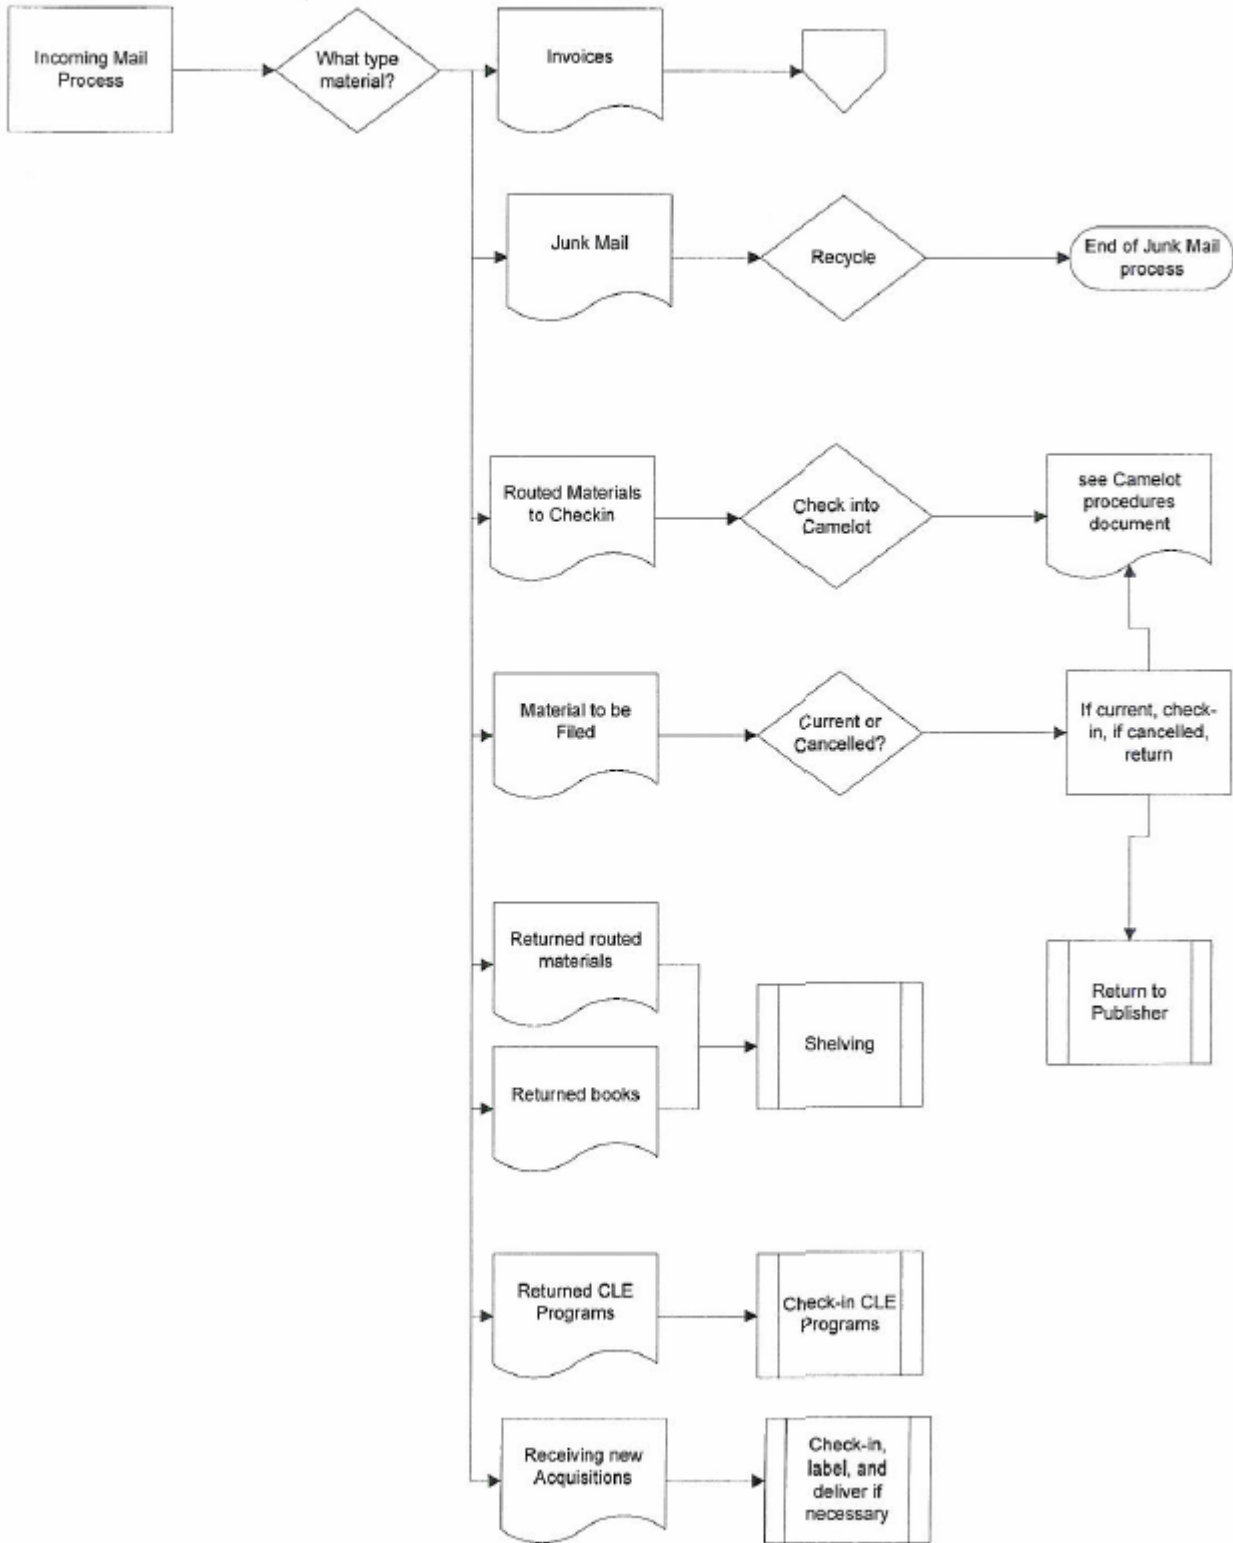 Incoming Mail
Process
What type
material?
Invoices
Junk Mail
Recycle
End of Junk Mail
process
Routed Materials
to Checkin
Check into
Camelot
see Camelot
procedures
document
Material to be
Filed
Current or
Cancelled?
If current, check-
in, if cancelled,
return
Returned routed
materials
Return to
Publisher
Shelving
Returned books
Returned CLE
Programs
Check-in CLE
Programs
Receiving new
Acquisitions
Check-in,
label, and
deliver if
necessary